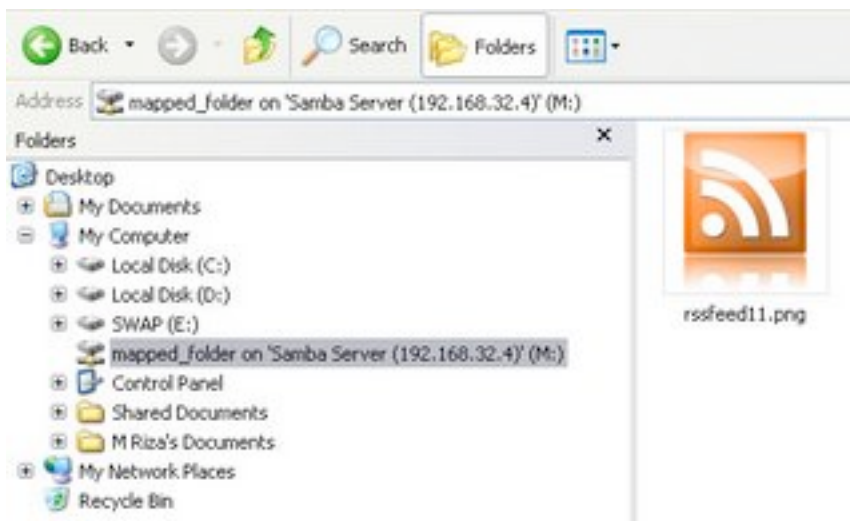 Back Search Folders
Address mapped_folder on 'Samba Server (192.168.32.4)' (M:)
Folders
Desktop
My Documents
My Computer
Local Disk (C:)
Local Disk (D:)
SWAP (E:)
mapped_folder on 'Samba Server (192.168.32.4)' (M:)
Control Panel
Shared Documents
M Riza's Documents
My Network Places
Recycle Bin
rssfeed11.png